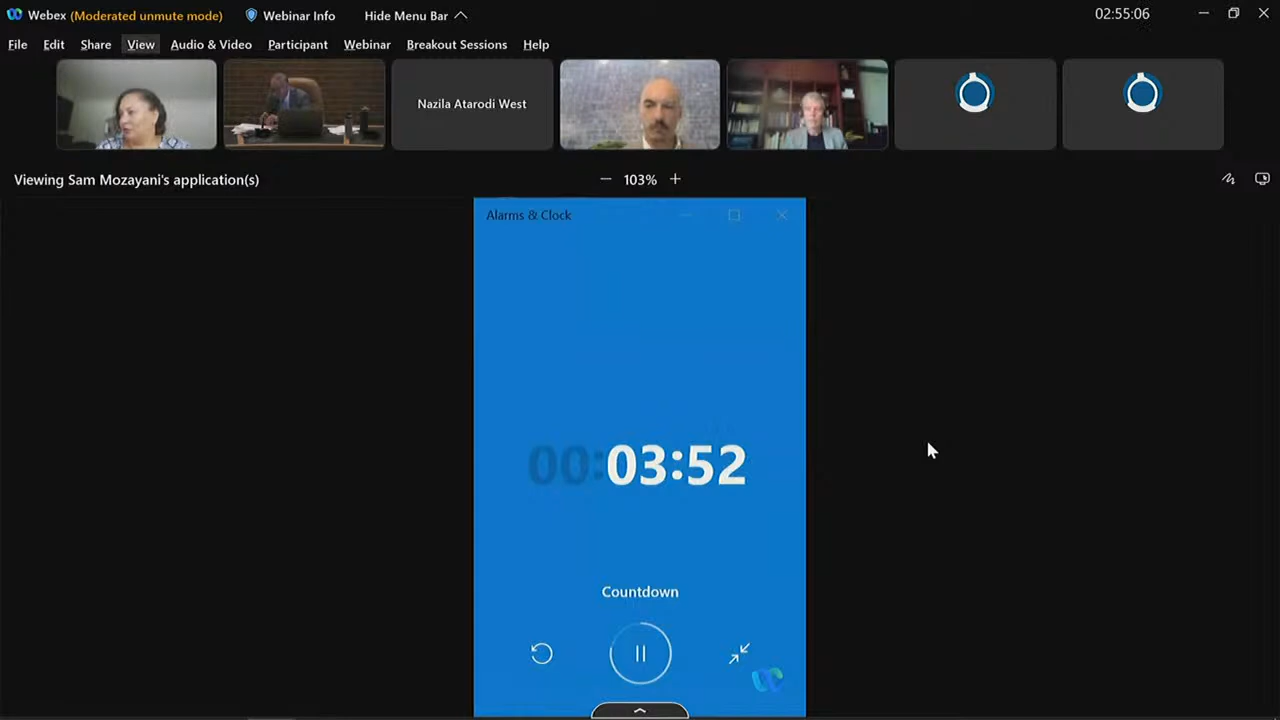 Webex (Moderated unmute mode) Webinar Info Hide Menu Bar 02:55:06
File Edit Share View Audio & Video Participant Webinar Breakout Sessions Help
Nazila Atarodi West
Viewing Sam Mozayani's application(s) 103%
Alarms & Clock
00:03:52
Countdown